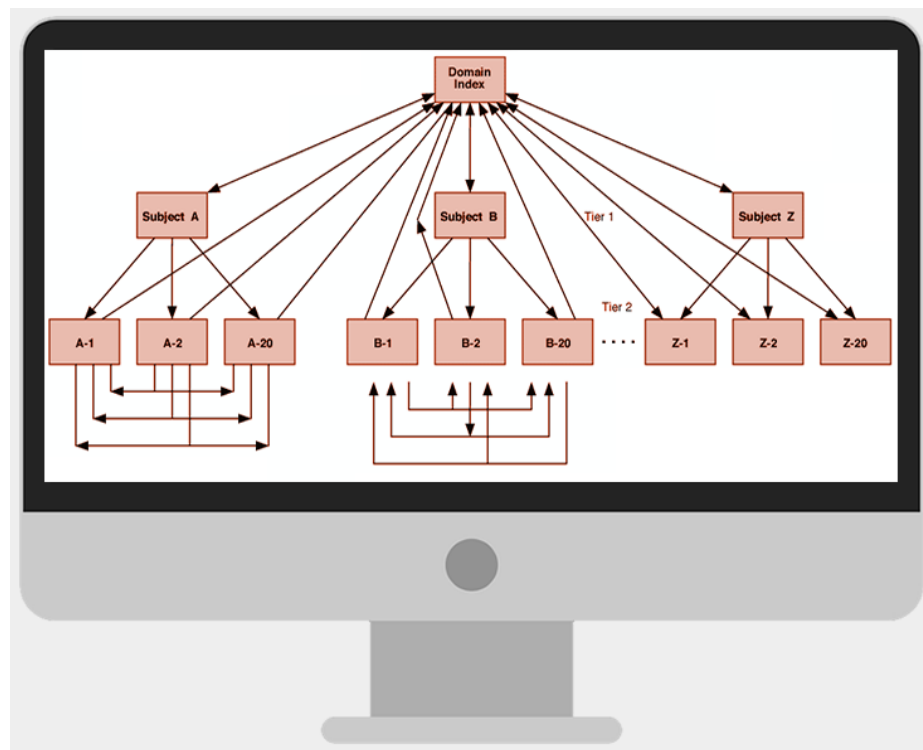 Domain
Index
Subject A
Subject B
Tier 1
Subject Z
Tier 2
A-1
A-2
A-20
B-1
B-2
B-20
....
Z-1
Z-2
Z-20